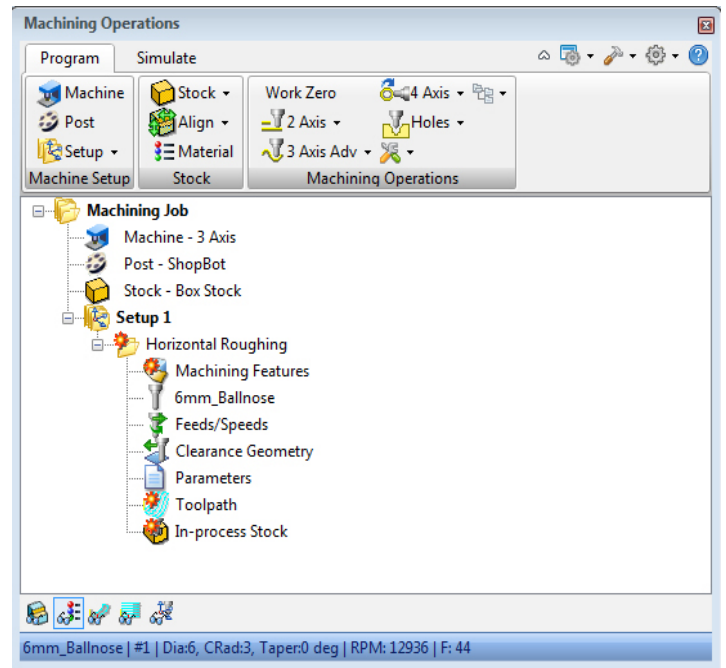 Machining Operations
Program Simulate
Machine Stock Work Zero 4 Axis
Post Align 2 Axis Holes
Setup Material 3 Axis Adv
Machine Setup Stock Machining Operations
Machining Job
Machine - 3 Axis
Post - ShopBot
Stock - Box Stock
Setup 1
Horizontal Roughing
Machining Features
6mm_Ballnose
Feeds/Speeds
Clearance Geometry
Parameters
Toolpath
In-process Stock
6mm_Ballnose | #1 | Dia:6, CRad:3, Taper:0 deg | RPM: 12936 | F: 44